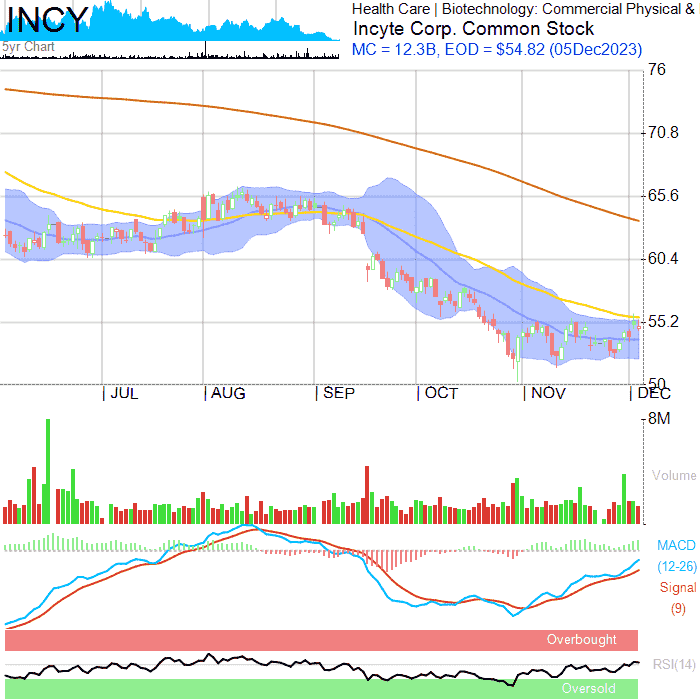 INCY
5yr Chart
Health Care | Biotechnology: Commercial Physical &
Incyte Corp. Common Stock
MC = 12.3B, EOD = $54.82 (05Dec2023)
76
70.8
65.6
60.4
55.2
50
JUL AUG SEP OCT NOV DEC
8M
Volume
MACD
(12-26)
Signal
(9)
Overbought
RSI(14)
Oversold